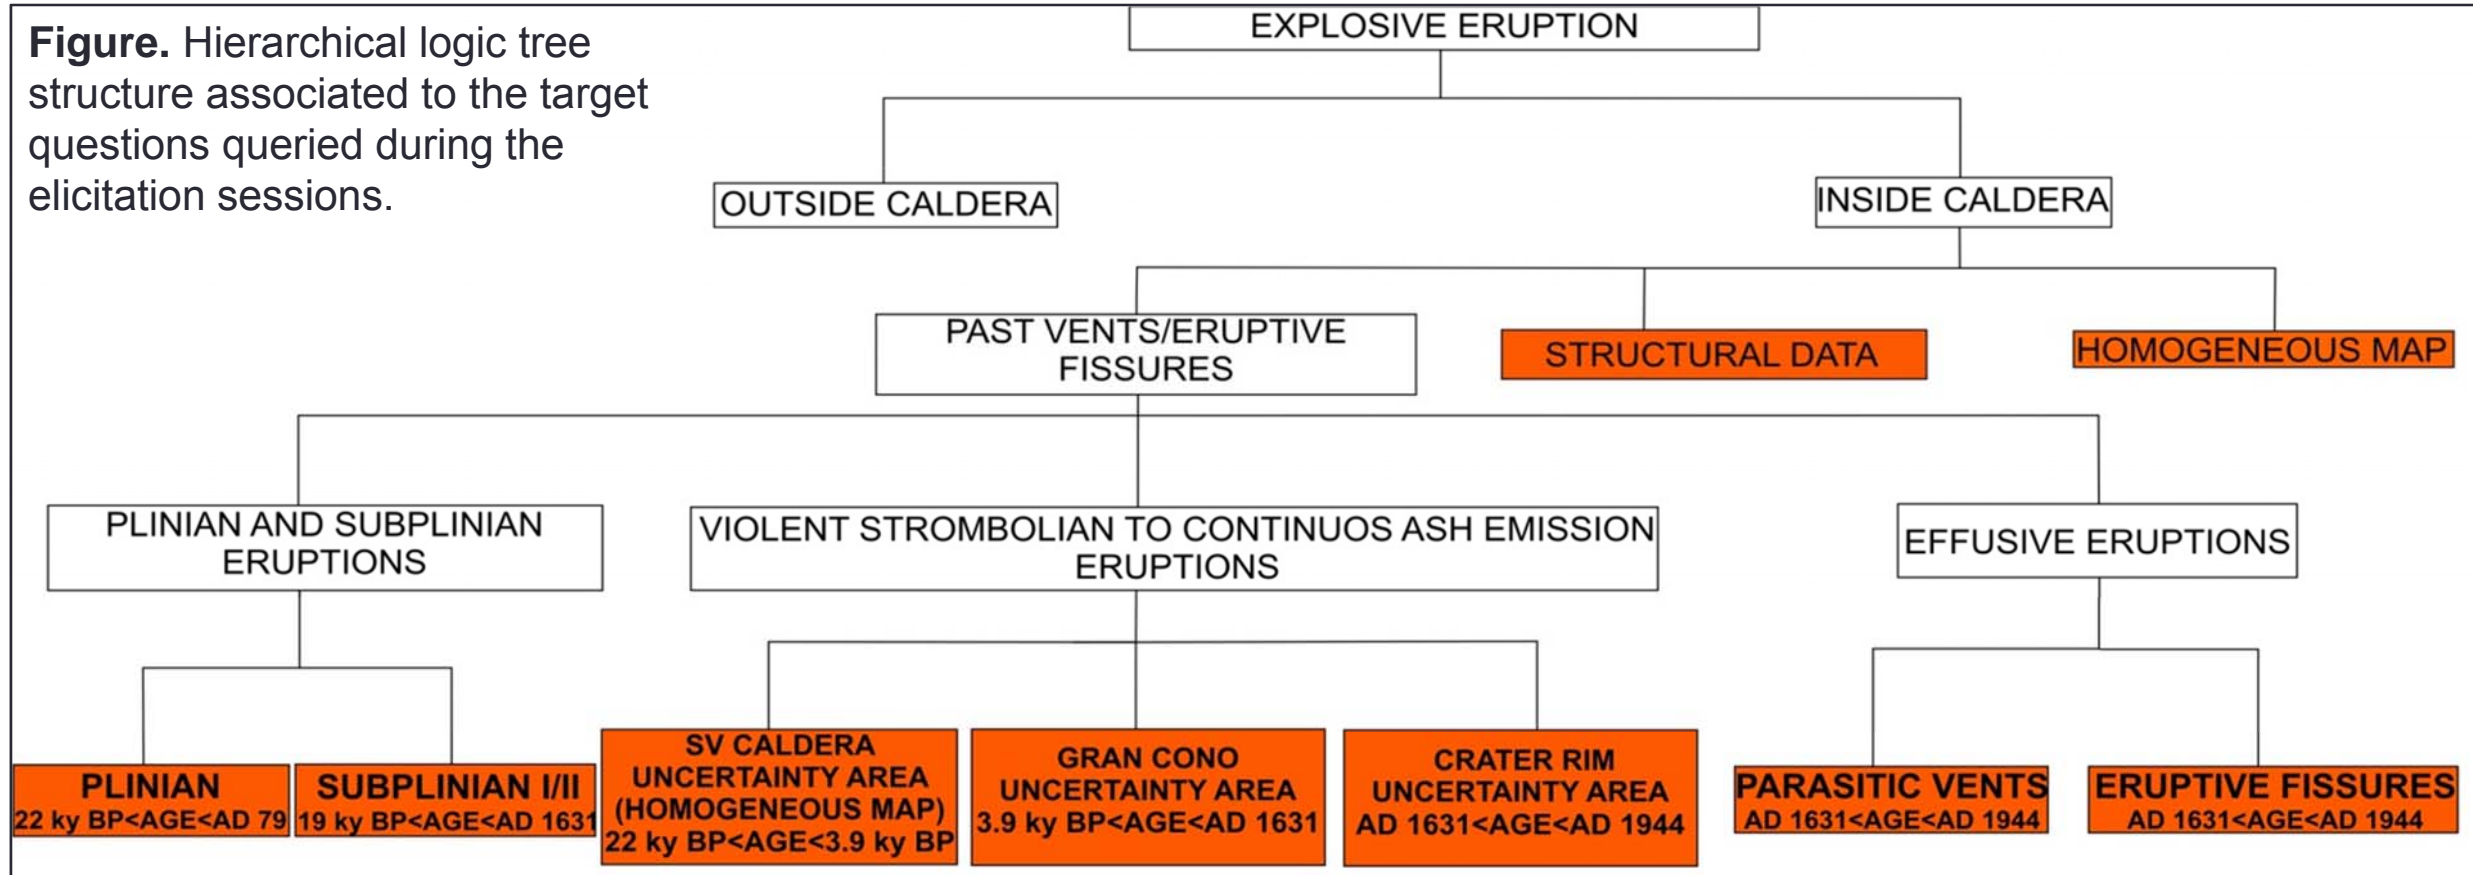 Figure. Hierarchical logic tree
structure associated to the target
questions queried during the
elicitation sessions.
EXPLOSIVE ERUPTION
OUTSIDE CALDERA
INSIDE CALDERA
PAST VENTS/ERUPTIVE
FISSURES
STRUCTURAL DATA
HOMOGENEOUS MAP
PLINIAN AND SUBPLINIAN
ERUPTIONS
VIOLENT STROMBOLIAN TO CONTINUOS ASH EMISSION
ERUPTIONS
EFFUSIVE ERUPTIONS
PLINIAN
22 ky BP<AGE<AD 79
SUBPLINIAN I/II
19 ky BP<AGE<AD 1631
SV CALDERA
UNCERTAINTY AREA
(HOMOGENEOUS MAP)
22 ky BP<AGE<3.9 ky BP
GRAN CONO
UNCERTAINTY AREA
3.9 ky BP<AGE<AD 1631
CRATER RIM
UNCERTAINTY AREA
AD 1631<AGE<AD 1944
PARASITIC VENTS
AD 1631<AGE<AD 1944
ERUPTIVE FISSURES
AD 1631<AGE<AD 1944